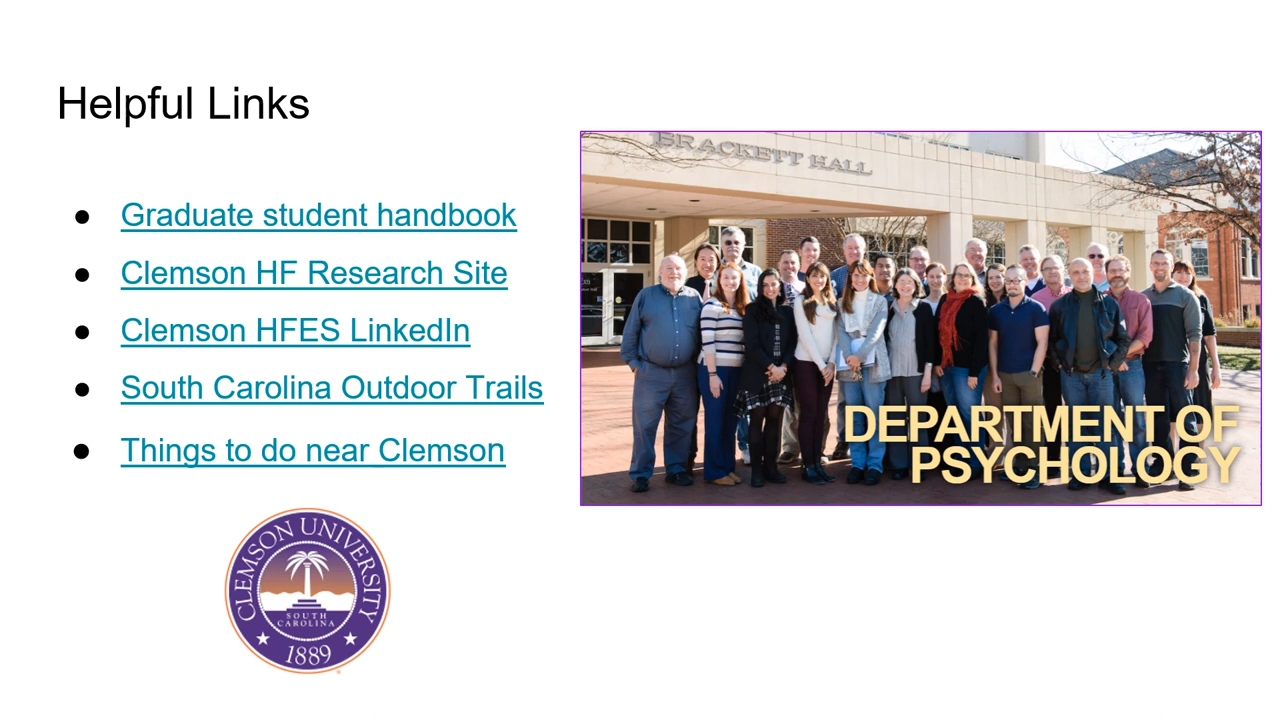 Helpful Links
● Graduate student handbook
● Clemson HF Research Site
● Clemson HFES LinkedIn
● South Carolina Outdoor Trails
● Things to do near Clemson
BRACKETT HALL
DEPARTMENT OF
PSYCHOLOGY
CLEMSON UNIVERSITY
SOUTH
CAROLINA
1889